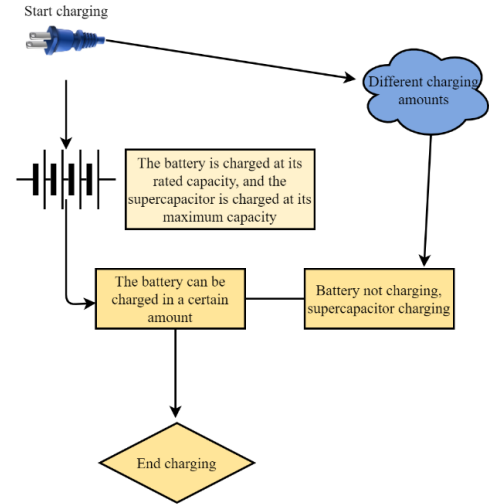 Start charging
Different charging
amounts
The battery is charged at its
rated capacity, and the
supercapacitor is charged at its
maximum capacity
The battery can be
charged in a certain
amount
Battery not charging,
supercapacitor charging
End charging